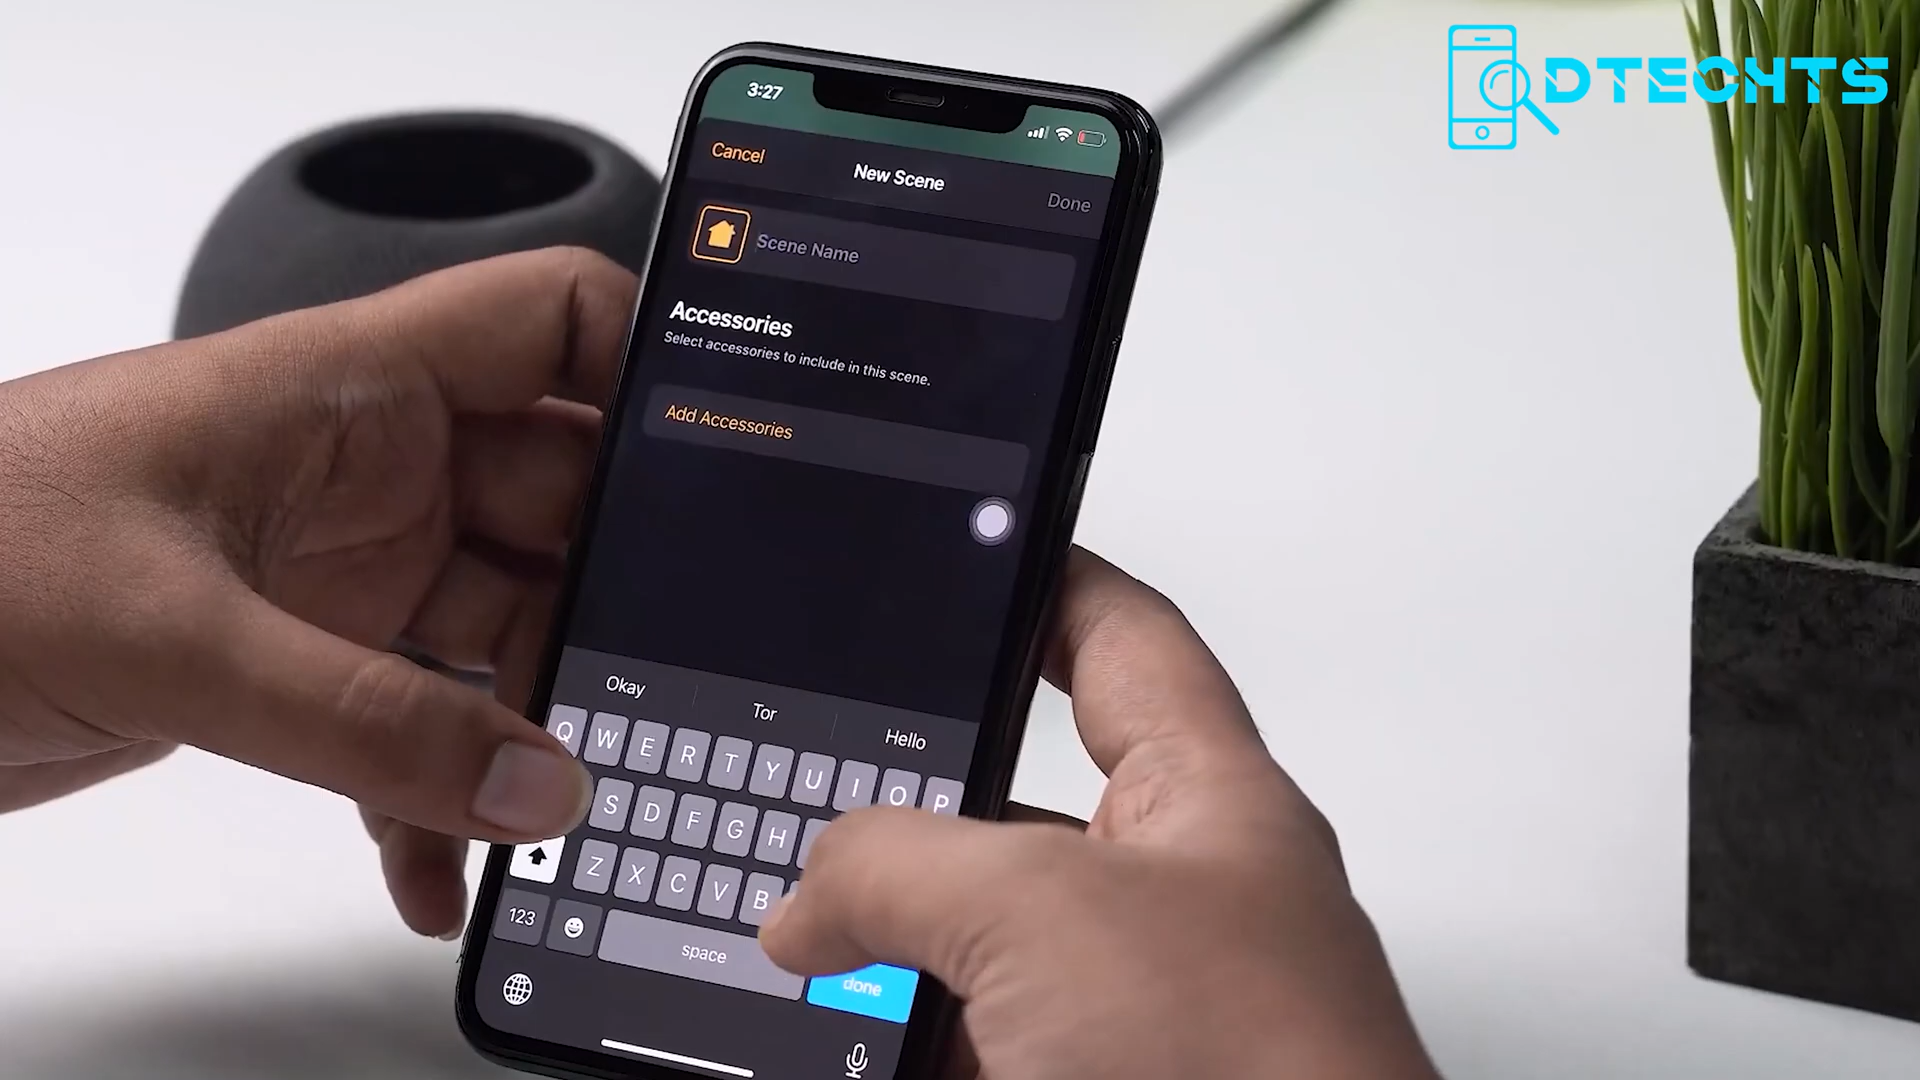 DTECHTS
3:27
Cancel
New Scene
Done
Scene Name
Accessories
Select accessories to include in this scene.
Add Accessories
Okay
Tor
Hello
Q W E R T Y U I O P
S D F G H
Z X C V B
123
space
done